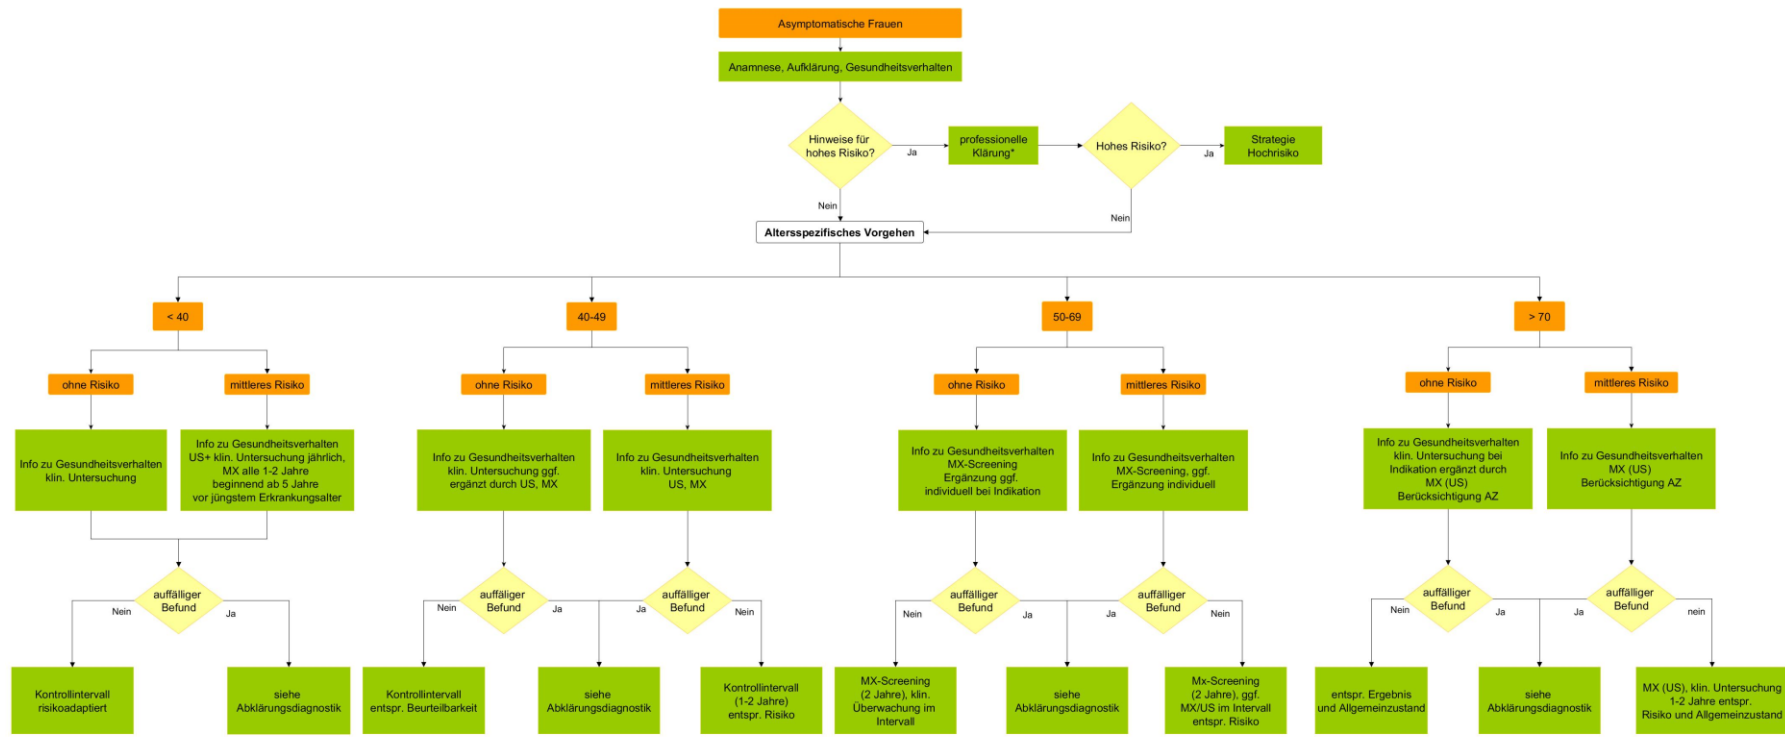 Asymptomatische Frauen
Anamnese, Aufklärung, Gesundheitsverhalten
Hinweise für
hohes Risiko?
Ja
professionelle
Klärung*
Hohes Risiko?
Ja
Strategie
Hochrisiko
Nein
Nein
Altersspezifisches Vorgehen
< 40
40-49
50-69
> 70
ohne Risiko
mittleres Risiko
ohne Risiko
mittleres Risiko
ohne Risiko
mittleres Risiko
ohne Risiko
mittleres Risiko
Info zu Gesundheitsverhalten
klin. Untersuchung
Info zu Gesundheitsverhalten
US+ klin. Untersuchung jährlich,
MX alle 1-2 Jahre
beginnend ab 5 Jahre
vor jüngstem Erkrankungsalter
Info zu Gesundheitsverhalten
klin. Untersuchung ggf.
ergänzt durch US, MX
Info zu Gesundheitsverhalten
klin. Untersuchung
US, MX
Info zu Gesundheitsverhalten
MX-Screening
Ergänzung ggf.
individuell bei Indikation
Info zu Gesundheitsverhalten
MX-Screening, ggf.
Ergänzung individuell
Info zu Gesundheitsverhalten
klin. Untersuchung bei
Indikation ergänzt durch
MX (US)
Berücksichtigung AZ
Info zu Gesundheitsverhalten
MX (US)
Berücksichtigung AZ
auffälliger
Befund
Nein
Ja
auffälliger
Befund
Nein
Ja
auffälliger
Befund
Ja
Nein
auffälliger
Befund
Nein
Ja
auffälliger
Befund
Ja
Nein
auffälliger
Befund
Nein
Ja
auffälliger
Befund
Ja
nein
Kontrollintervall
risikoadaptiert
siehe
Abklärungsdiagnostik
Kontrollintervall
entspr. Beurteilbarkeit
siehe
Abklärungsdiagnostik
Kontrollintervall
(1-2 Jahre)
entspr. Risiko
MX-Screening
(2 Jahre), klin.
Überwachung im
Intervall
siehe
Abklärungsdiagnostik
Mx-Screening
(2 Jahre), ggf.
MX/US im Intervall
entspr. Risiko
entspr. Ergebnis
und Allgemeinzustand
siehe
Abklärungsdiagnostik
MX (US), klin. Untersuchung
1-2 Jahre entspr.
Risiko und Allgemeinzustand